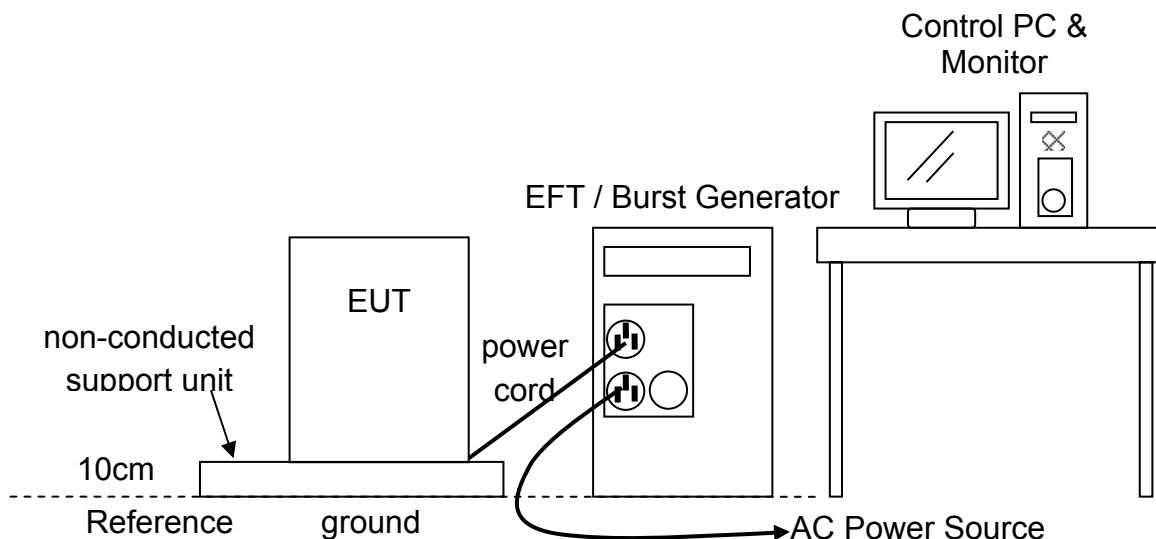 Control PC &
Monitor
EFT / Burst Generator
EUT
non-conducted
support unit
power
cord
10cm
Reference ground
AC Power Source